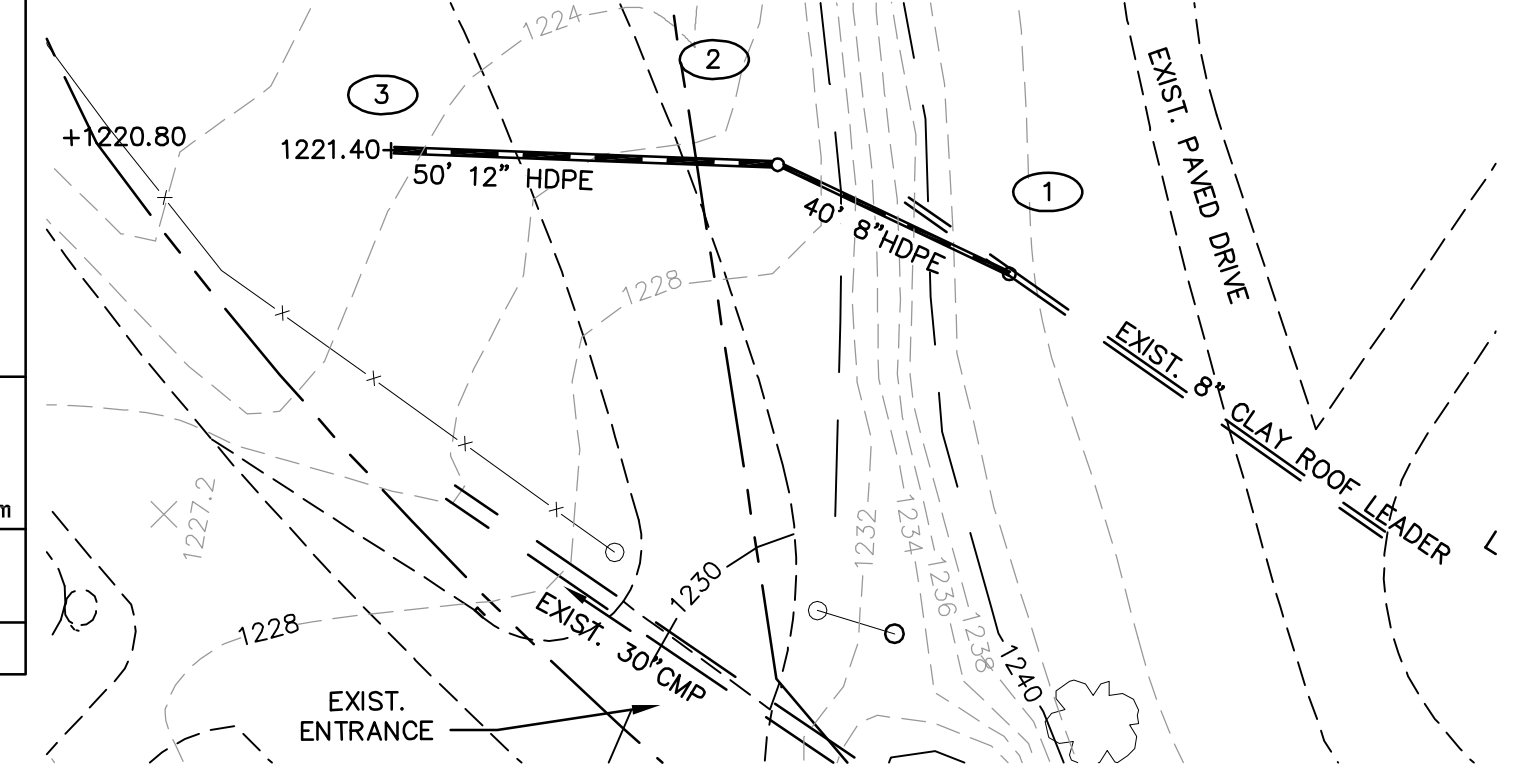 1224
2
3
+1220.80
1221.40+
50' 12" HDPE
1
40' 8"HDPE
EXIST. PAVED DRIVE
1228
EXIST. 8" CLAY ROOF LEADER
L
m
1227.2
1232
1234
1236
1238
1240
1230
1228
EXIST. 30"CMP
EXIST.
ENTRANCE